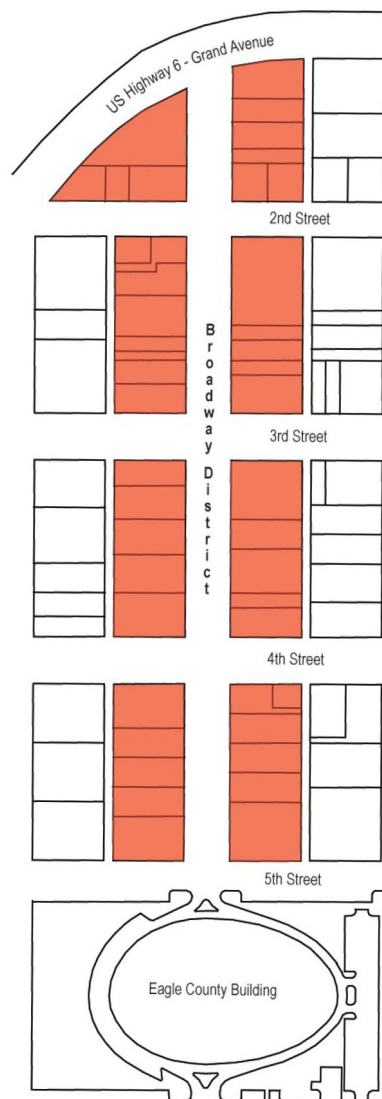 US Highway 6 - Grand Avenue
2nd Street
Broadway District
3rd Street
4th Street
5th Street
Eagle County Building